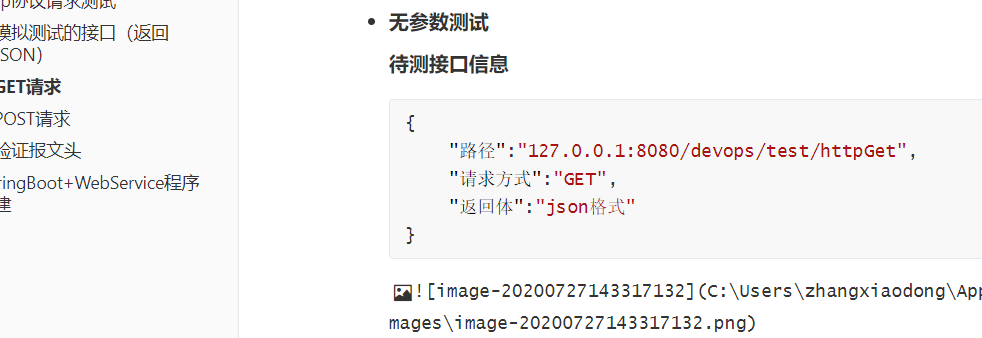 p协议请求测试
模拟测试的接口（返回
SON）
GET请求
POST请求
验证报文头
ringBoot+WebService程序
建
无参数测试
待测接口信息
{
"路径":"127.0.0.1:8080/devops/test/httpGet",
"请求方式":"GET",
"返回体":"json格式"
}
![image-20200727143317132](C:\Users\zhangxiaodong\App
mages\image-20200727143317132.png)